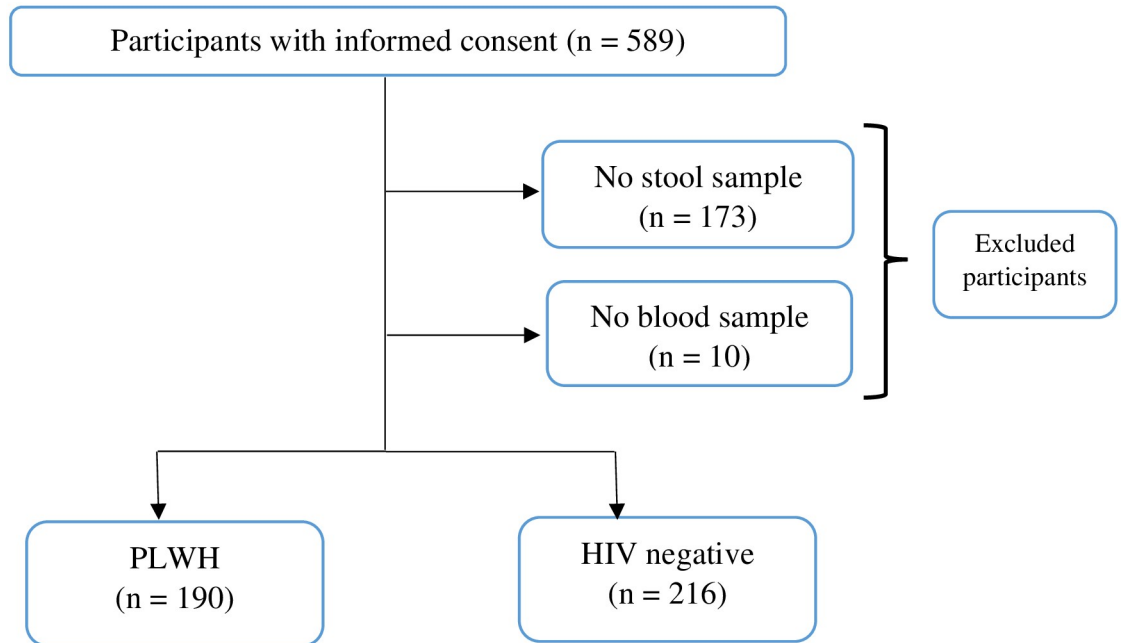 Participants with informed consent (n = 589)
No stool sample
(n = 173)
Excluded
participants
No blood sample
(n = 10)
PLWH
(n = 190)
HIV negative
(n = 216)